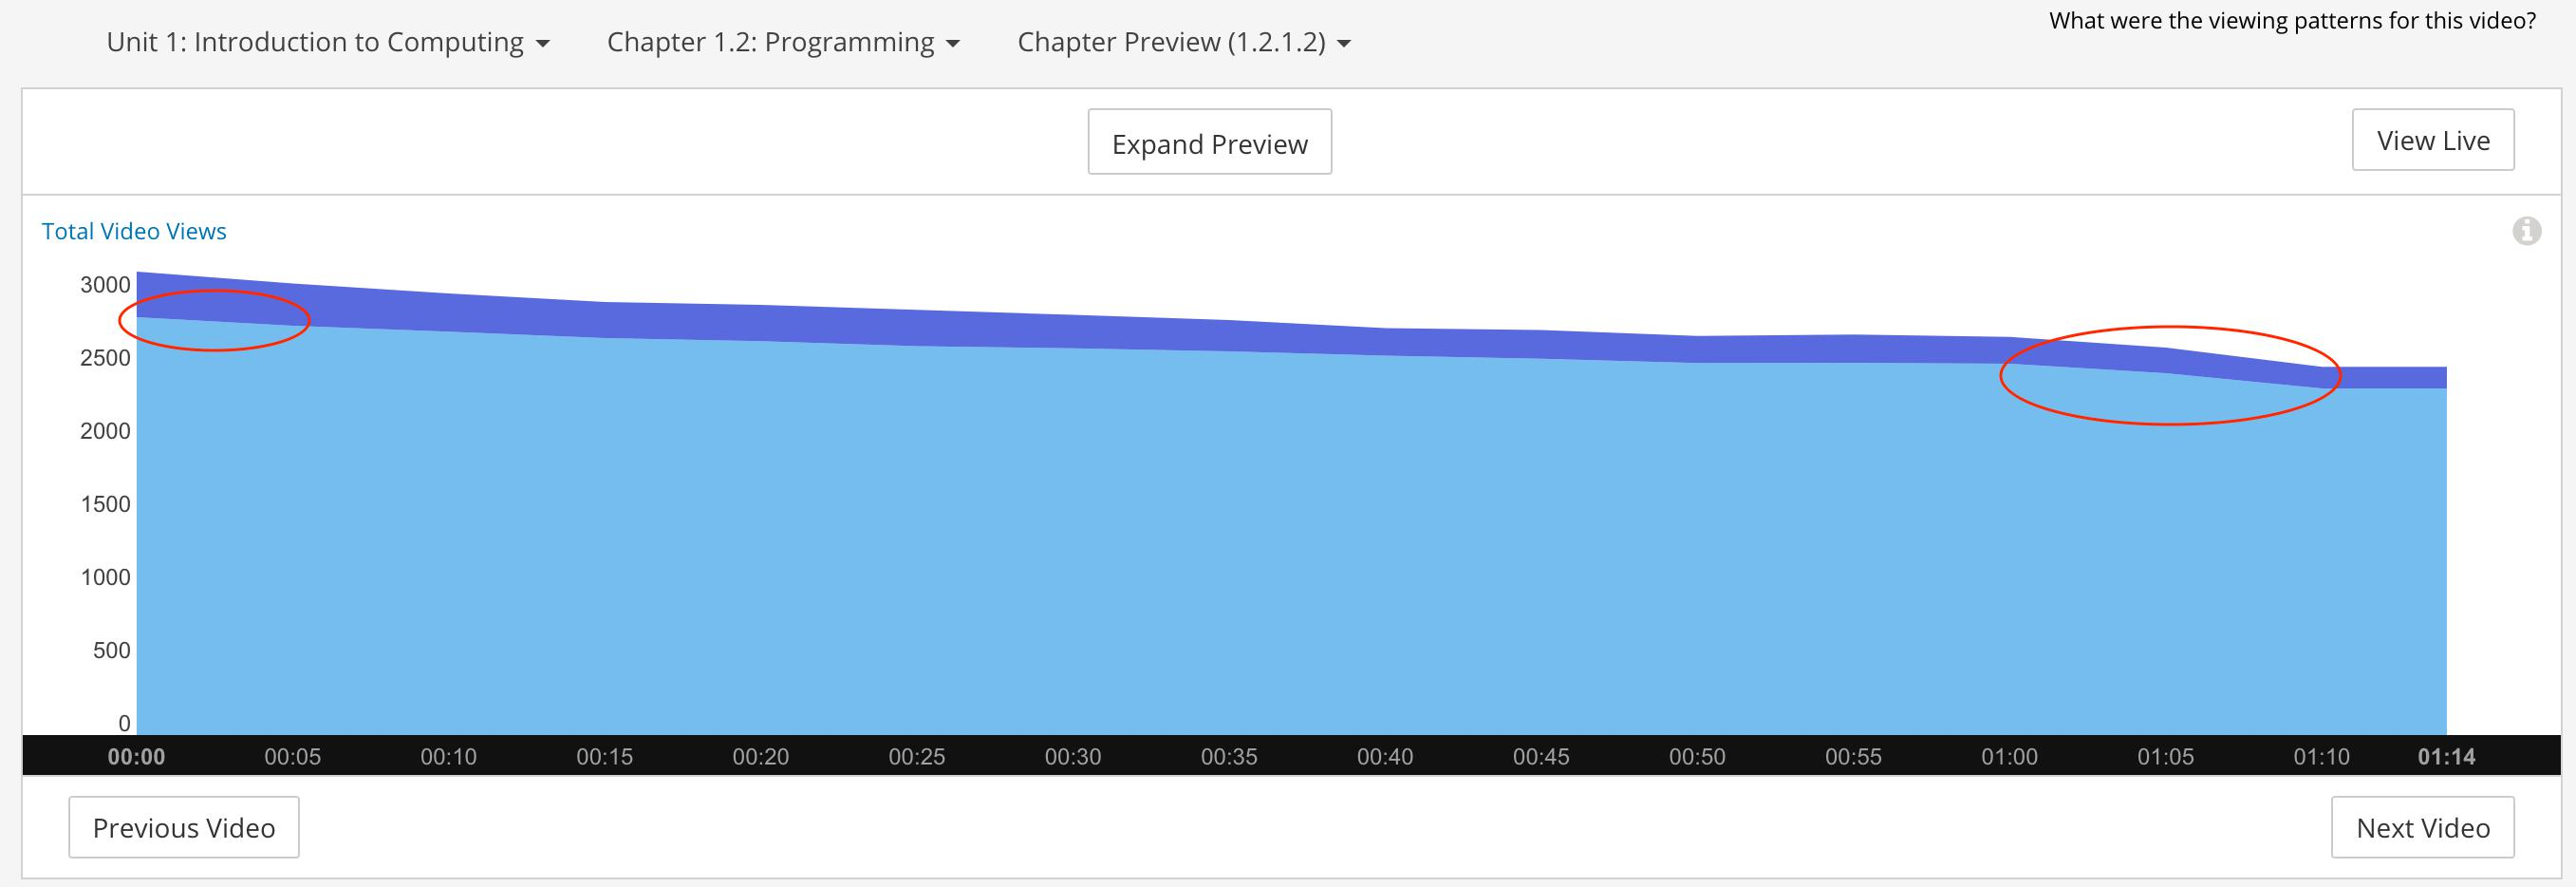 What were the viewing patterns for this video?
Unit 1: Introduction to Computing Chapter 1.2: Programming Chapter Preview (1.2.1.2)
Expand Preview
View Live
Total Video Views
3000
2500
2000
1500
1000
500
0
00:00 00:05 00:10 00:15 00:20 00:25 00:30 00:35 00:40 00:45 00:50 00:55 01:00 01:05 01:10 01:14
Previous Video
Next Video